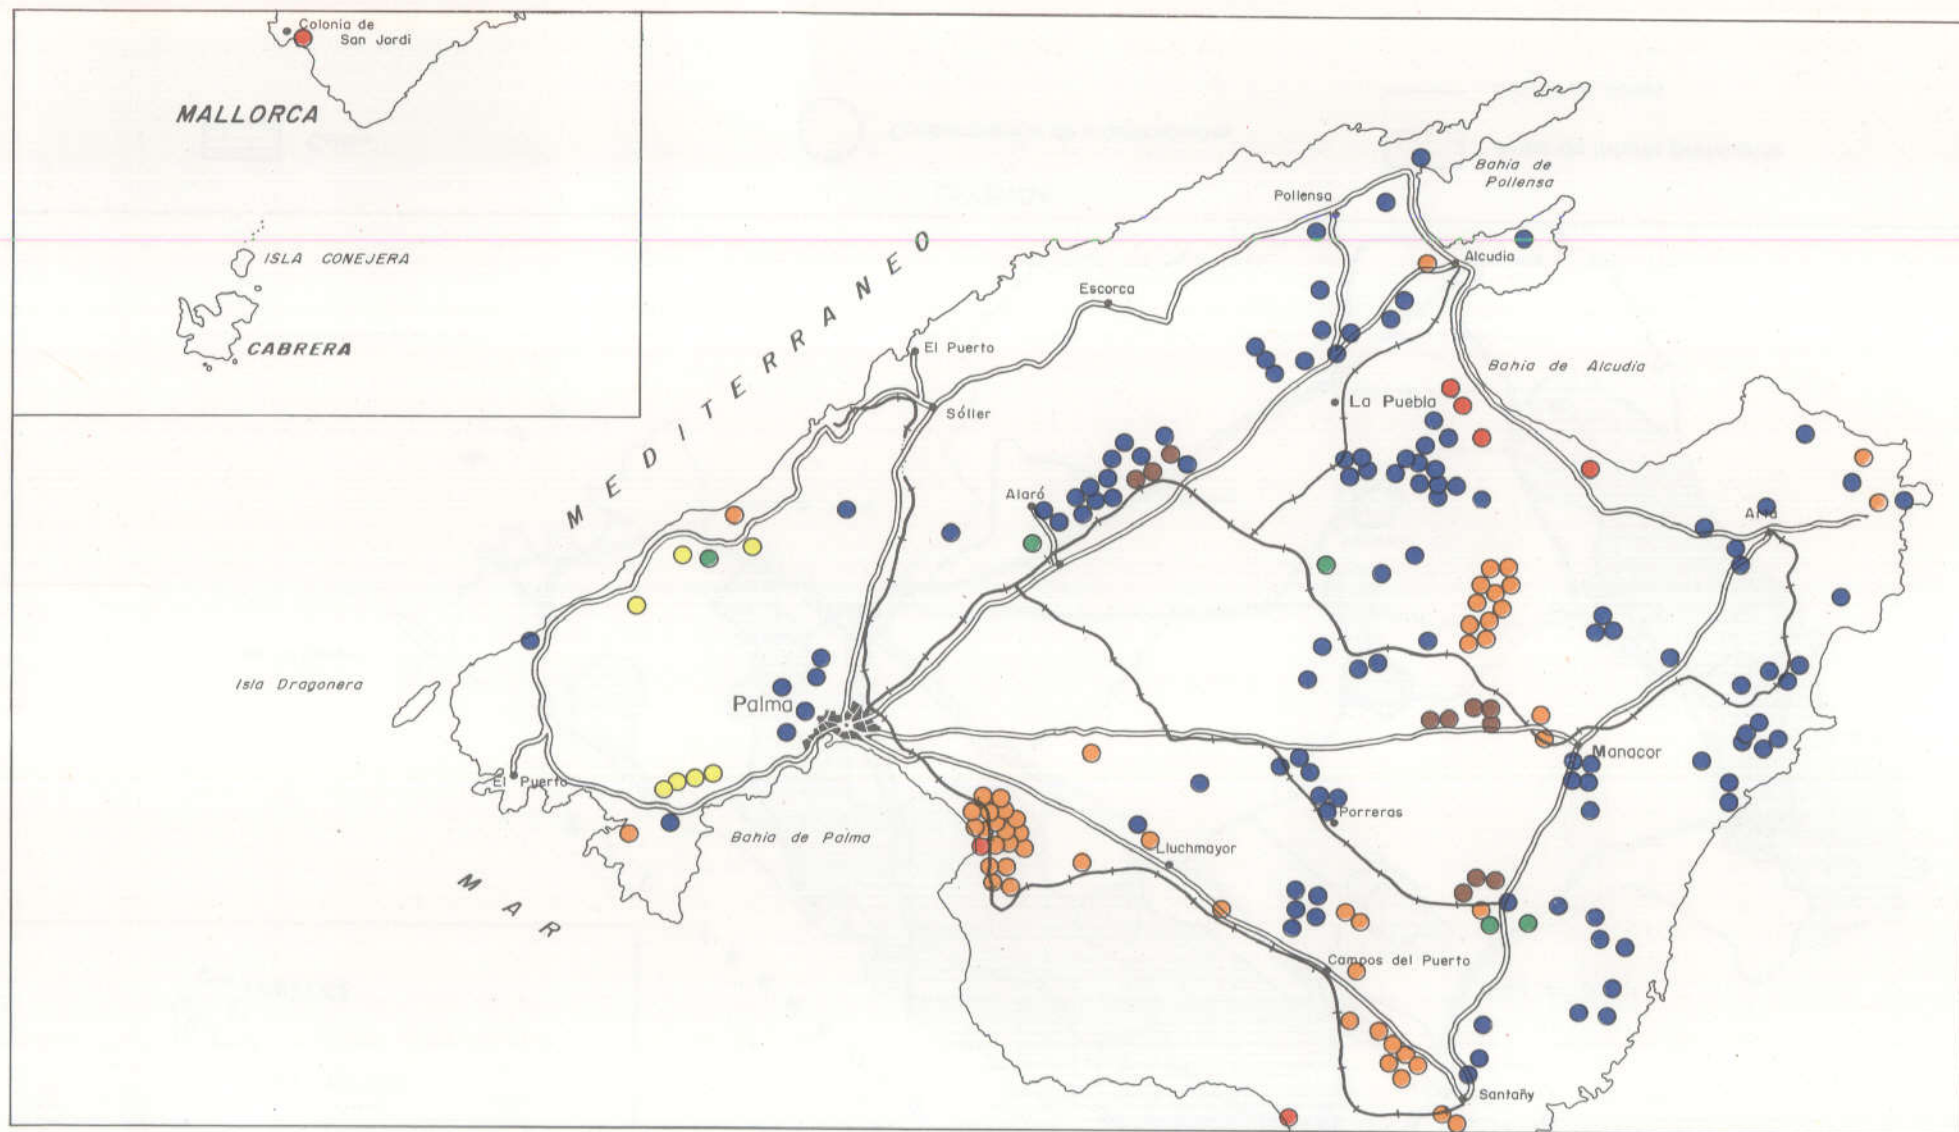 Colonia de
San Jordi
MALLORCA
ISLA CONEJERA
CABRERA
MAR MEDITERRANEO
Bahia de
Pollensa
Pollensa
Alcudia
Escorca
El Puerto
Bahia de Alcudia
La Puebla
Sóller
Alaró
Artá
Isla Dragonera
Palma
Manacor
El Puerto
Porreras
Bahia de Palma
Lluchmayor
Campos del Puerto
Santañy